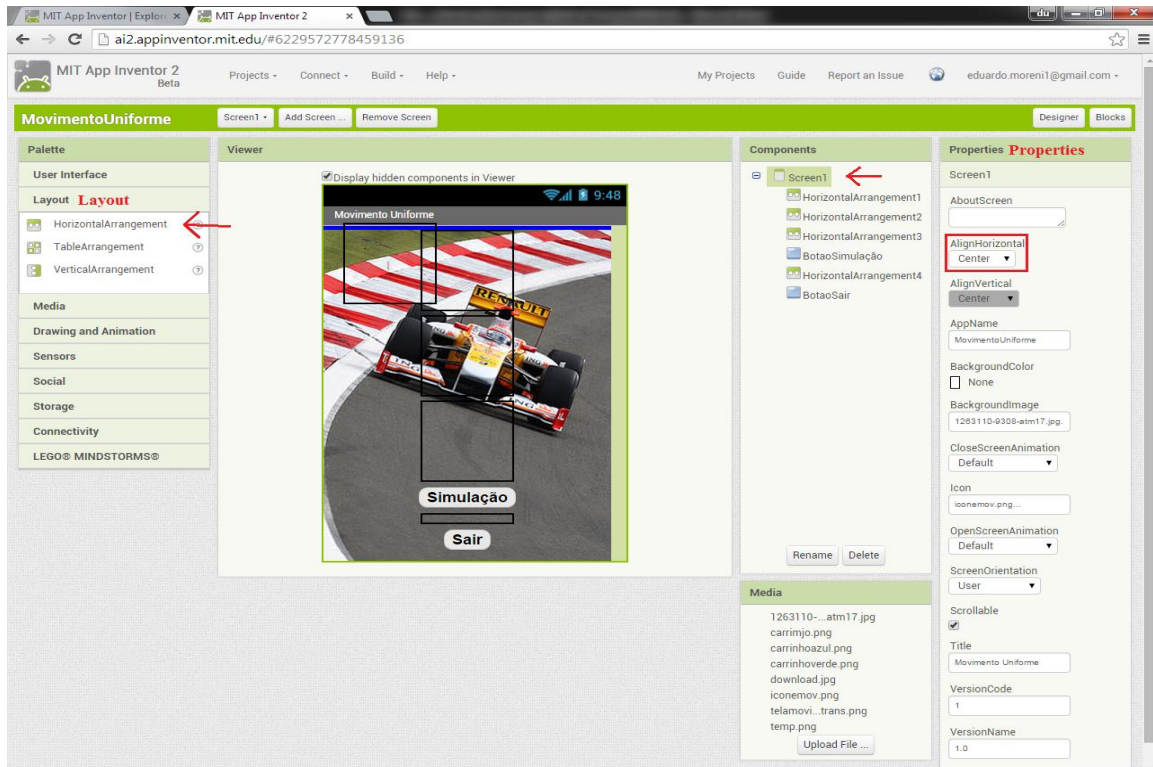 MIT App Inventor | Explor
MIT App Inventor 2
du
ai2.appinventor.mit.edu/#6229572778459136
MIT App Inventor 2
Beta
Projects
Connect
Build
Help
My Projects
Guide
Report an Issue
eduardo.moreni1@gmail.com
MovimentoUniforme
Screen1
Add Screen ...
Remove Screen
Designer
Blocks
Palette
User Interface
Layout Layout
HorizontalArrangement
TableArrangement
VerticalArrangement
Media
Drawing and Animation
Sensors
Social
Storage
Connectivity
LEGO® MINDSTORMS®
Viewer
Display hidden components in Viewer
9:48
Movimento Uniforme
RENAULT
ING
Simulação
Sair
Components
Screen1
HorizontalArrangement1
HorizontalArrangement2
HorizontalArrangement3
BotaoSimulação
HorizontalArrangement4
BotaoSair
Rename
Delete
Media
1263110-...atm17.jpg
carrimjo.png
carrinhoazul.png
carrinhoverde.png
download.jpg
iconemov.png
telamovi...trans.png
temp.png
Upload File ...
Properties Properties
Screen1
AboutScreen
AlignHorizontal
Center
AlignVertical
Center
AppName
MovimentoUniforme
BackgroundColor
None
BackgroundImage
1263110-9308-atm17.jpg.
CloseScreenAnimation
Default
Icon
iconemov.png...
OpenScreenAnimation
Default
ScreenOrientation
User
Scrollable
Title
Movimento Uniforme
VersionCode
1
VersionName
1.0